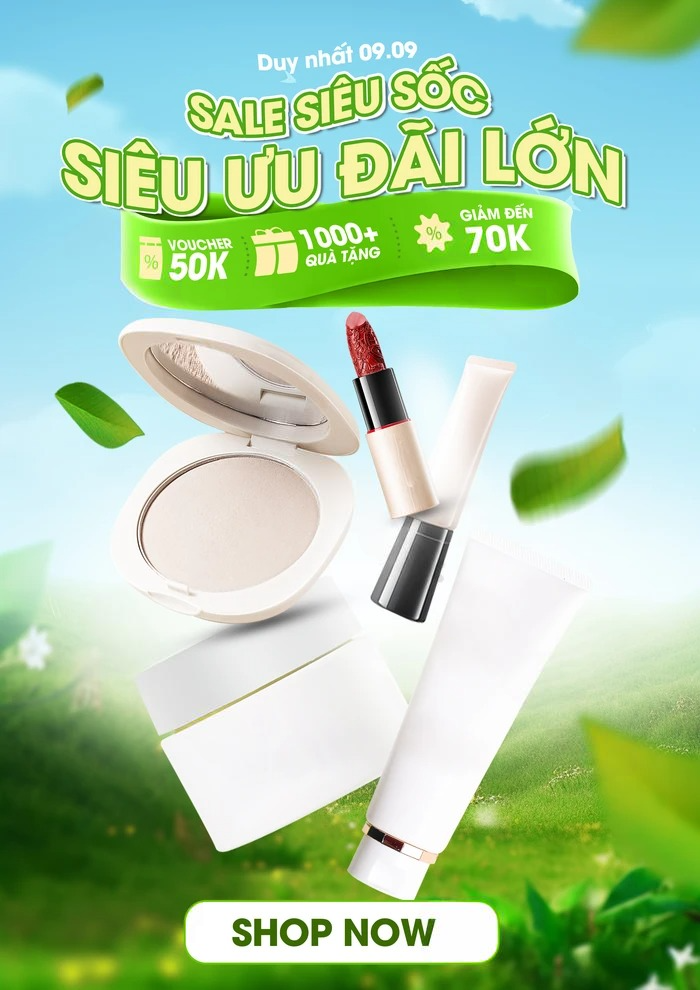 Duy nhất 09.09
SALE SIÊU SỐC
SIÊU ƯU ĐÃI LỚN
VOUCHER
50K
1000+
QUÀ TẶNG
GIẢM ĐẾN
70K
%
%
SHOP NOW